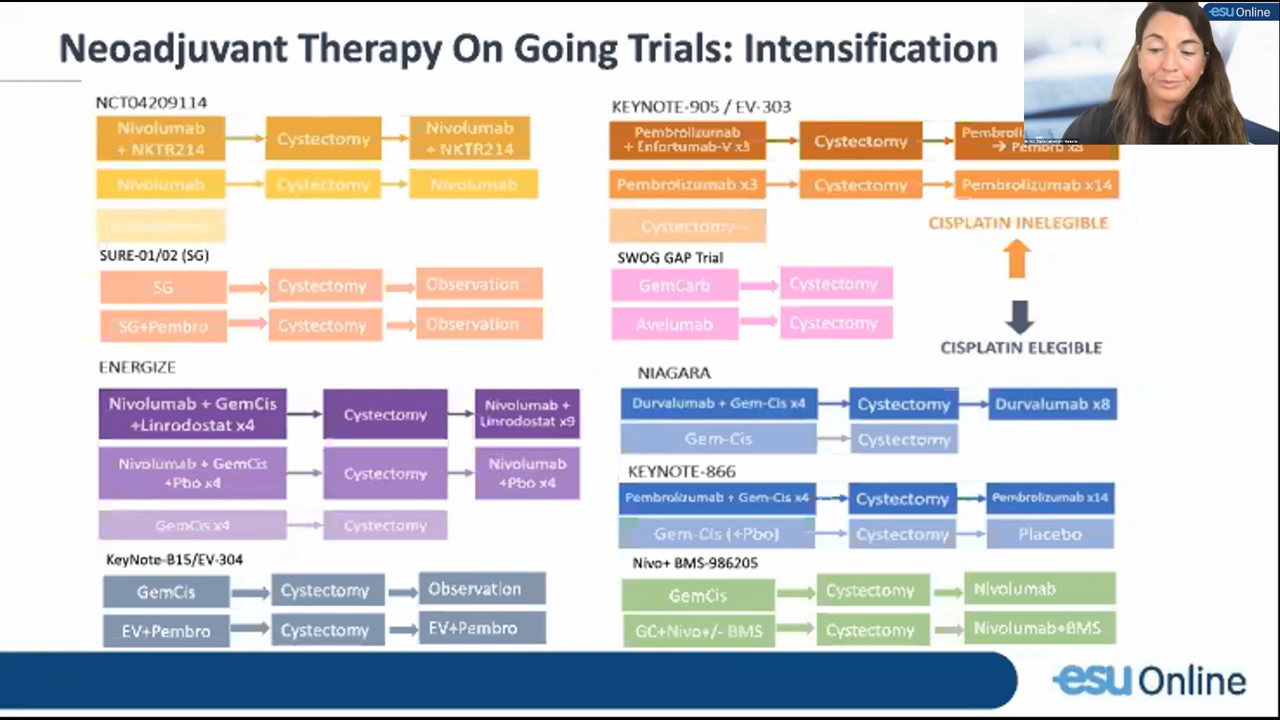 esu Online
Neoadjuvant Therapy On Going Trials: Intensification
NCT04209114
Nivolumab
+ NKTR214
Cystectomy
Nivolumab
+ NKTR214
Nivolumab
Cystectomy
Nivolumab
KEYNOTE-905 / EV-303
Pembrolizumab
+ Enfortumab-V x3
Cystectomy
Pembrolizumab x3
Cystectomy
Pembrolizumab x14
Cystectomy
CISPLATIN INELEGIBLE
SURE-01/02 (SG)
SG
Cystectomy
Observation
SG+Pembro
Cystectomy
Observation
SWOG GAP Trial
GemCarb
Cystectomy
Avelumab
Cystectomy
CISPLATIN ELEGIBLE
ENERGIZE
Nivolumab + GemCis
+Linrodostat x4
Cystectomy
Nivolumab +
Linrodostat x9
Nivolumab + GemCis
+Pbo x4
Cystectomy
Nivolumab
+Pbo x4
GemCis x4
Cystectomy
NIAGARA
Durvalumab + Gem-Cis x4
Cystectomy
Durvalumab x8
Gem-Cis
Cystectomy
KEYNOTE-866
Pembrolizumab + Gem-Cis x4
Cystectomy
Pembrolizumab x14
Gem-Cis (+Pbo)
Cystectomy
Placebo
KeyNote-B15/EV-304
GemCis
Cystectomy
Observation
EV+Pembro
Cystectomy
EV+Pembro
Nivo+ BMS-986205
GemCis
Cystectomy
Nivolumab
GC+Nivo+/- BMS
Cystectomy
Nivolumab+BMS
esu Online